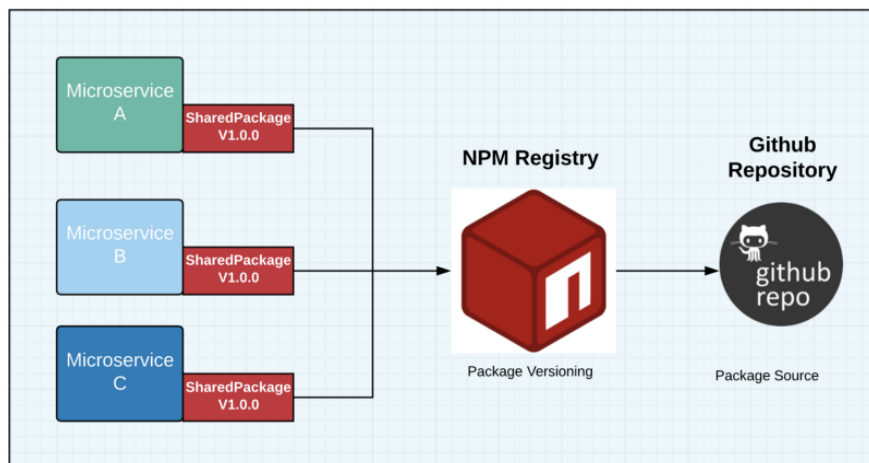 Microservice
A
SharedPackage
V1.0.0
Microservice
B
SharedPackage
V1.0.0
Microservice
C
SharedPackage
V1.0.0
NPM Registry
Package Versioning
Github
Repository
github
repo
Package Source